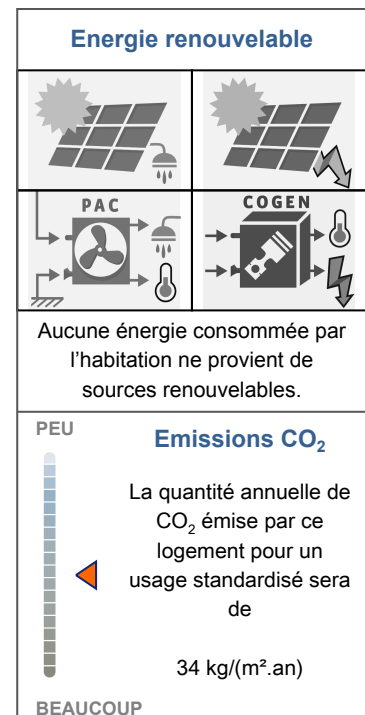 Energie renouvelable
PAC
COGEN
Aucune énergie consommée par
l'habitation ne provient de
sources renouvelables.
PEU
Emissions CO₂
La quantité annuelle de
CO₂ émise par ce
logement pour un
usage standardisé sera
de
34 kg/(m².an)
BEAUCOUP